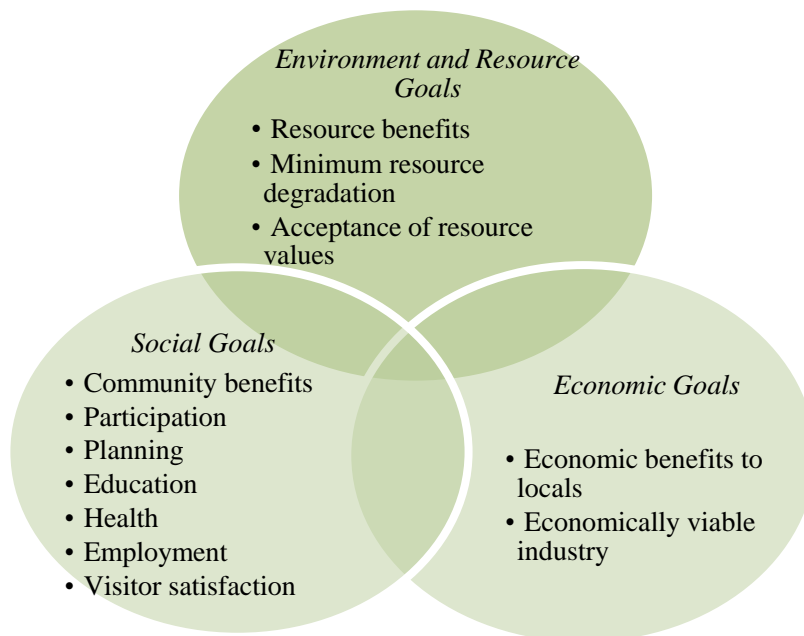 Environment and Resource
Goals
• Resource benefits
• Minimum resource
degradation
• Acceptance of resource
values
Social Goals
• Community benefits
• Participation
• Planning
• Education
• Health
• Employment
• Visitor satisfaction
Economic Goals
• Economic benefits to
locals
• Economically viable
industry